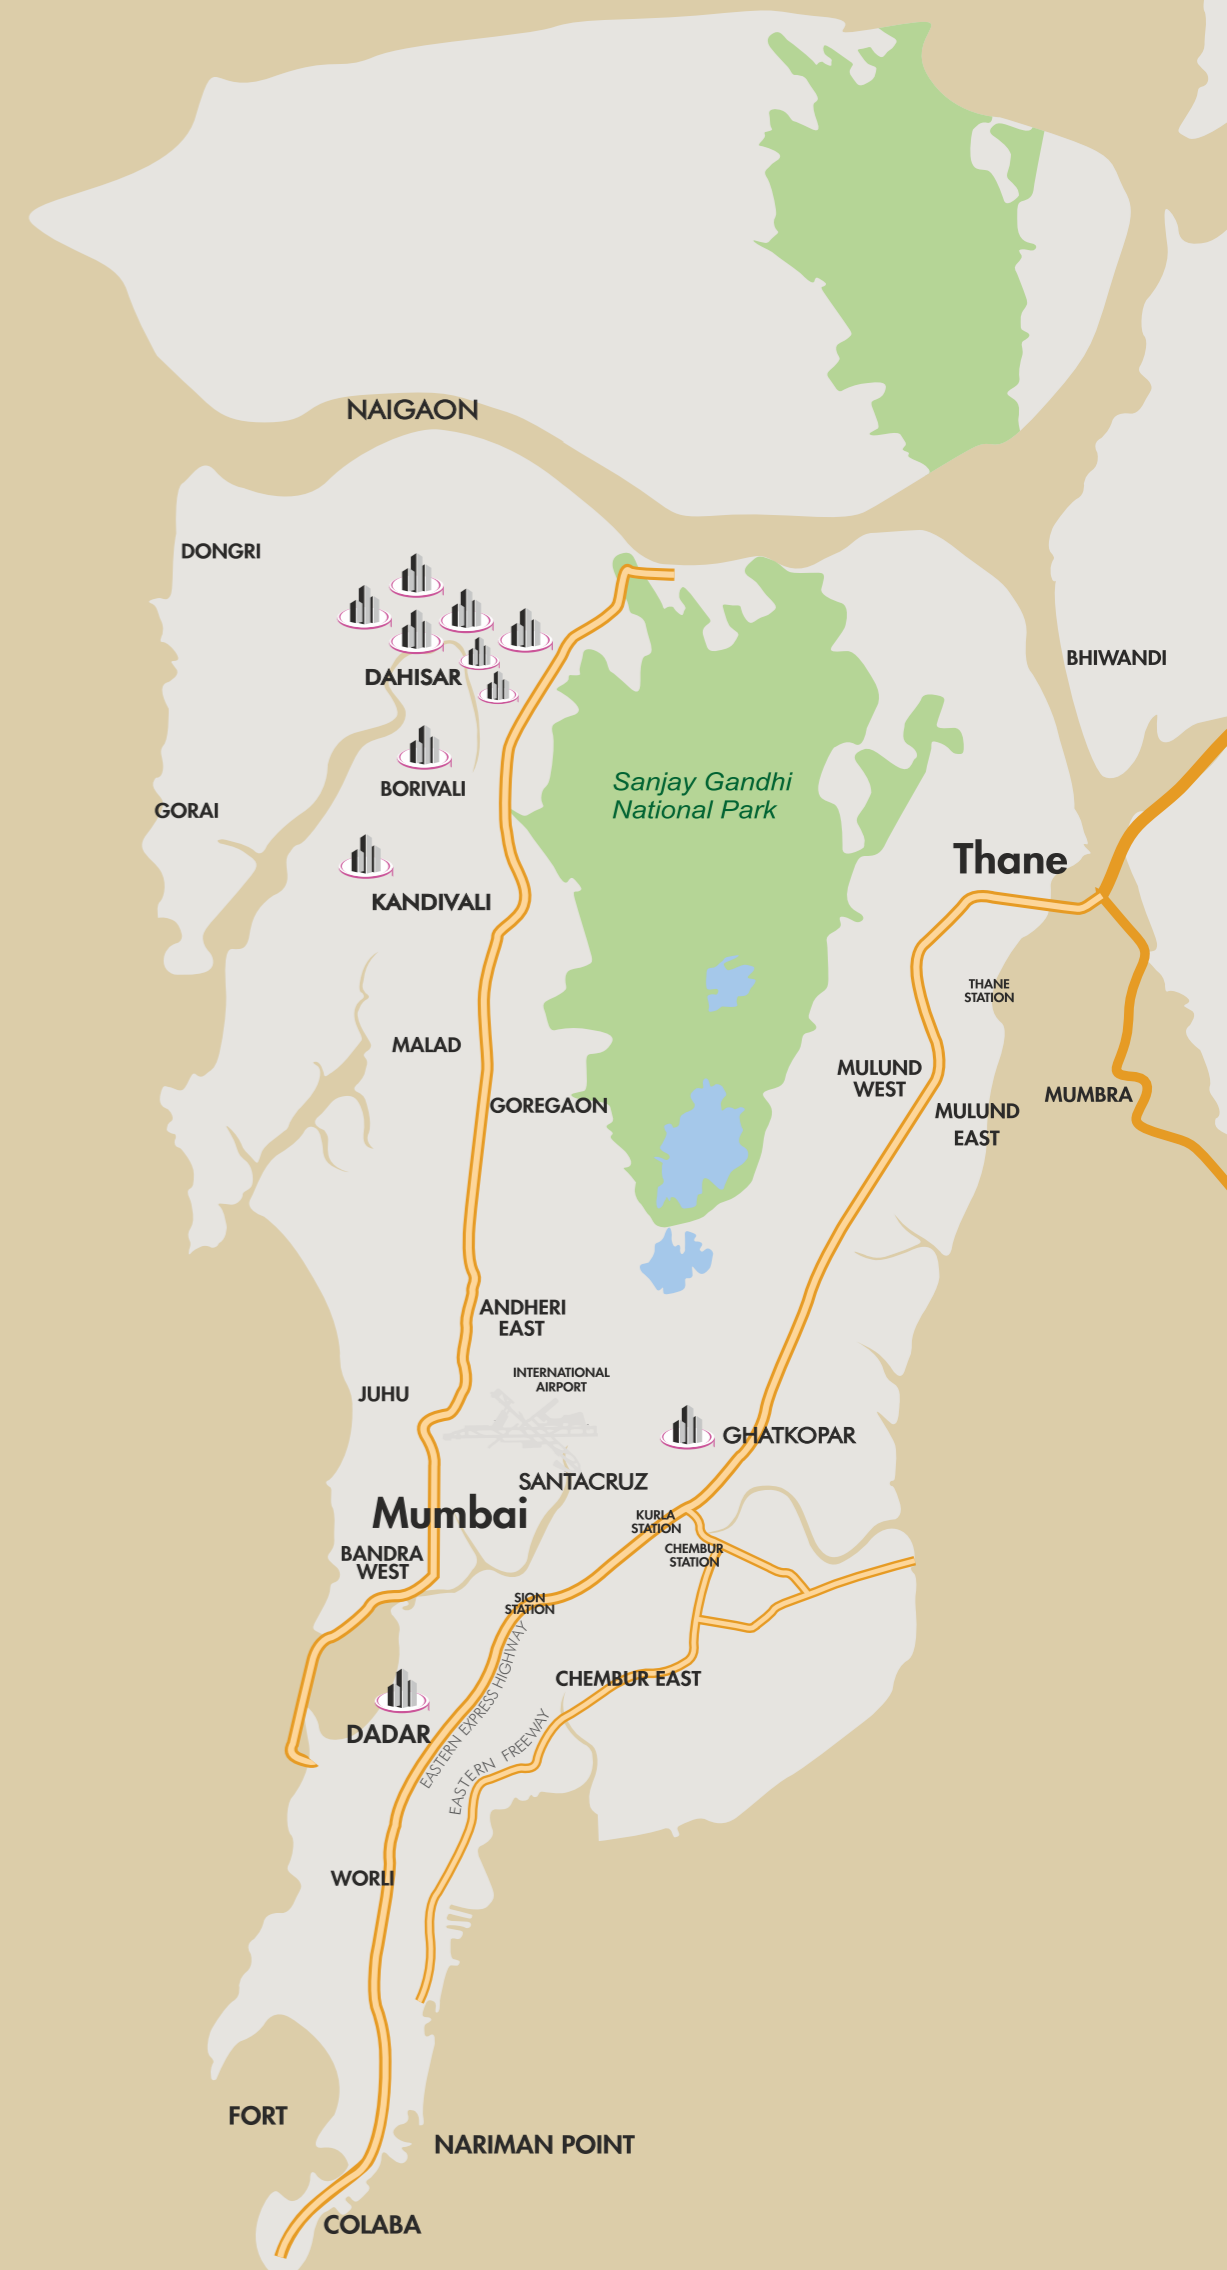 NAIGAON
DONGRI
BHIWANDI
DAHISAR
Sanjay Gandhi
National Park
BORIVALI
GORAI
Thane
KANDIVALI
THANE
STATION
MALAD
MULUND
WEST
MUMBRA
GOREGAON
MULUND
EAST
ANDHERI
EAST
INTERNATIONAL
AIRPORT
JUHU
GHATKOPAR
SANTACRUZ
Mumbai
KURLA
STATION
CHEMBUR
STATION
BANDRA
WEST
SION
STATION
EASTERN EXPRESS HIGHWAY
CHEMBUR EAST
DADAR
EASTERN FREEWAY
WORLI
FORT
NARIMAN POINT
COLABA